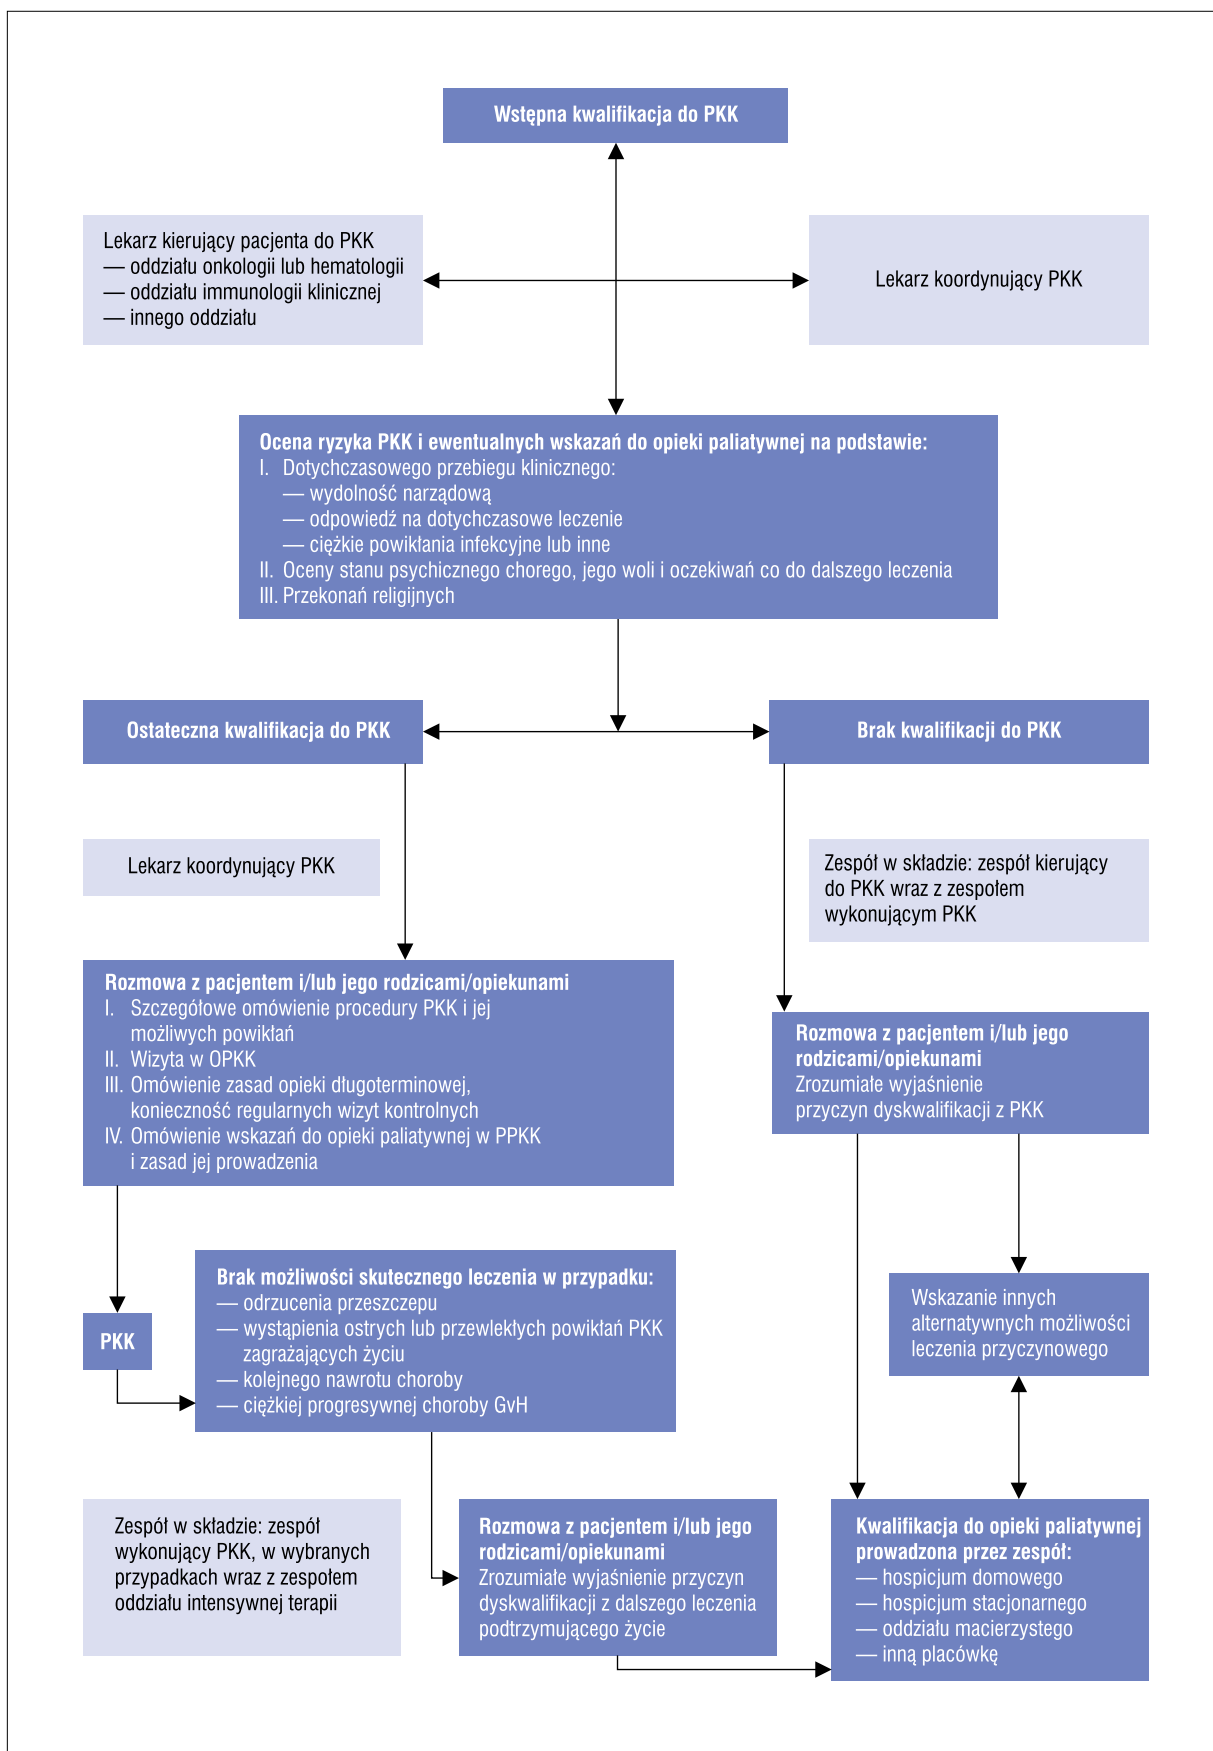 Wstępna kwalifikacja do PKK
Lekarz kierujący pacjenta do PKK
— oddziału onkologii lub hematologii
— oddziału immunologii klinicznej
— innego oddziału
Lekarz koordynujący PKK
Ocena ryzyka PKK i ewentualnych wskazań do opieki paliatywnej na podstawie:
I. Dotychczasowego przebiegu klinicznego:
— wydolność narządową
— odpowiedź na dotychczasowe leczenie
— ciężkie powikłania infekcyjne lub inne
II. Oceny stanu psychicznego chorego, jego woli i oczekiwań co do dalszego leczenia
III. Przekonań religijnych
Ostateczna kwalifikacja do PKK
Brak kwalifikacji do PKK
Lekarz koordynujący PKK
Zespół w składzie: zespół kierujący
do PKK wraz z zespołem
wykonującym PKK
Rozmowa z pacjentem i/lub jego rodzicami/opiekunami
I. Szczegółowe omówienie procedury PKK i jej
możliwych powikłań
II. Wizyta w OPKK
III. Omówienie zasad opieki długoterminowej,
konieczność regularnych wizyt kontrolnych
IV. Omówienie wskazań do opieki paliatywnej w PPKK
i zasad jej prowadzenia
Rozmowa z pacjentem i/lub jego
rodzicami/opiekunami
Zrozumiałe wyjaśnienie
przyczyn dyskwalifikacji z PKK
PKK
Brak możliwości skutecznego leczenia w przypadku:
— odrzucenia przeszczepu
— wystąpienia ostrych lub przewlekłych powikłań PKK
zagrażających życiu
— kolejnego nawrotu choroby
— ciężkiej progresywnej choroby GvH
Wskazanie innych
alternatywnych możliwości
leczenia przyczynowego
Zespół w składzie: zespół
wykonujący PKK, w wybranych
przypadkach wraz z zespołem
oddziału intensywnej terapii
Rozmowa z pacjentem i/lub jego
rodzicami/opiekunami
Zrozumiałe wyjaśnienie przyczyn
dyskwalifikacji z dalszego leczenia
podtrzymującego życie
Kwalifikacja do opieki paliatywnej
prowadzona przez zespół:
— hospicjum domowego
— hospicjum stacjonarnego
— oddziału macierzystego
— inną placówkę